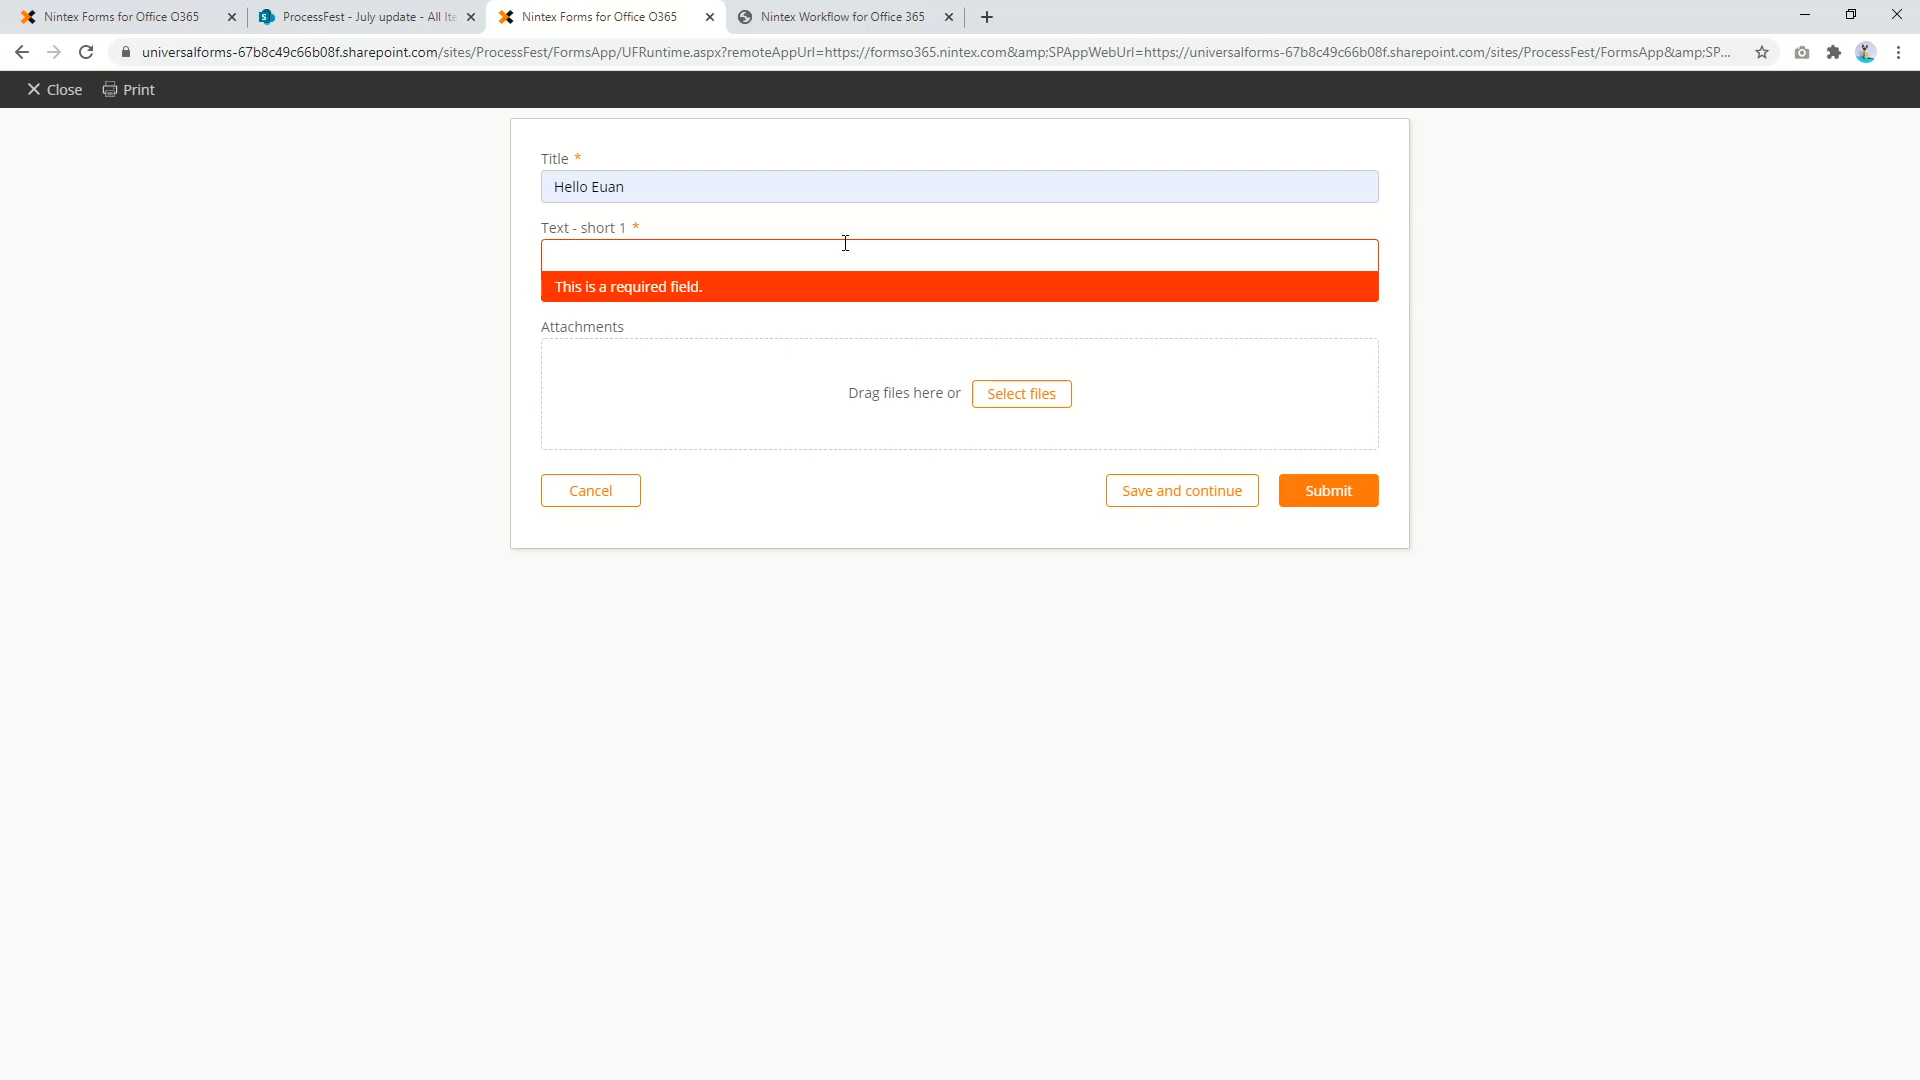 Nintex Forms for Office O365
ProcessFest - July update - All Ite
Nintex Forms for Office O365
Nintex Workflow for Office 365
universalforms-67b8c49c66b08f.sharepoint.com/sites/ProcessFest/FormsApp/UFRuntime.aspx?remoteAppUrl=https://formso365.nintex.com&amp;SPAppWebUrl=https://universalforms-67b8c49c66b08f.sharepoint.com/sites/ProcessFest/FormsApp&amp;SP...
Close Print
Title *
Hello Euan
Text - short 1 *
This is a required field.
Attachments
Drag files here or Select files
Cancel Save and continue Submit